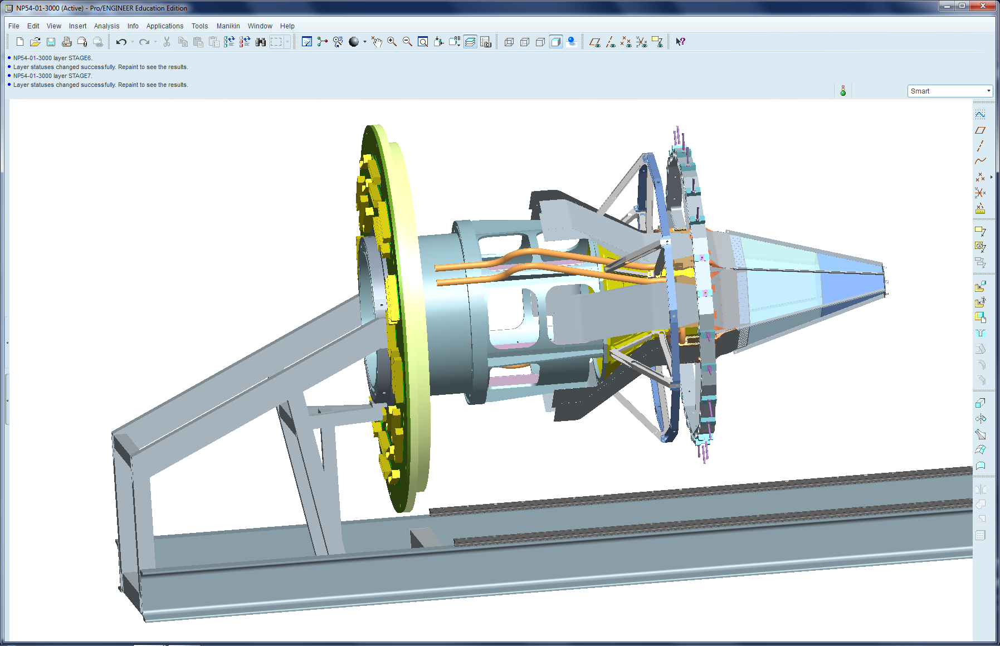 NP54-01-3000 (Active) - Pro/ENGINEER Education Edition
File Edit View Insert Analysis Info Applications Tools Manikin Window Help
NP54-01-3000 layer STAGE6.
Layer statuses changed successfully. Repaint to see the results.
NP54-01-3000 layer STAGE7.
Layer statuses changed successfully. Repaint to see the results.
Smart